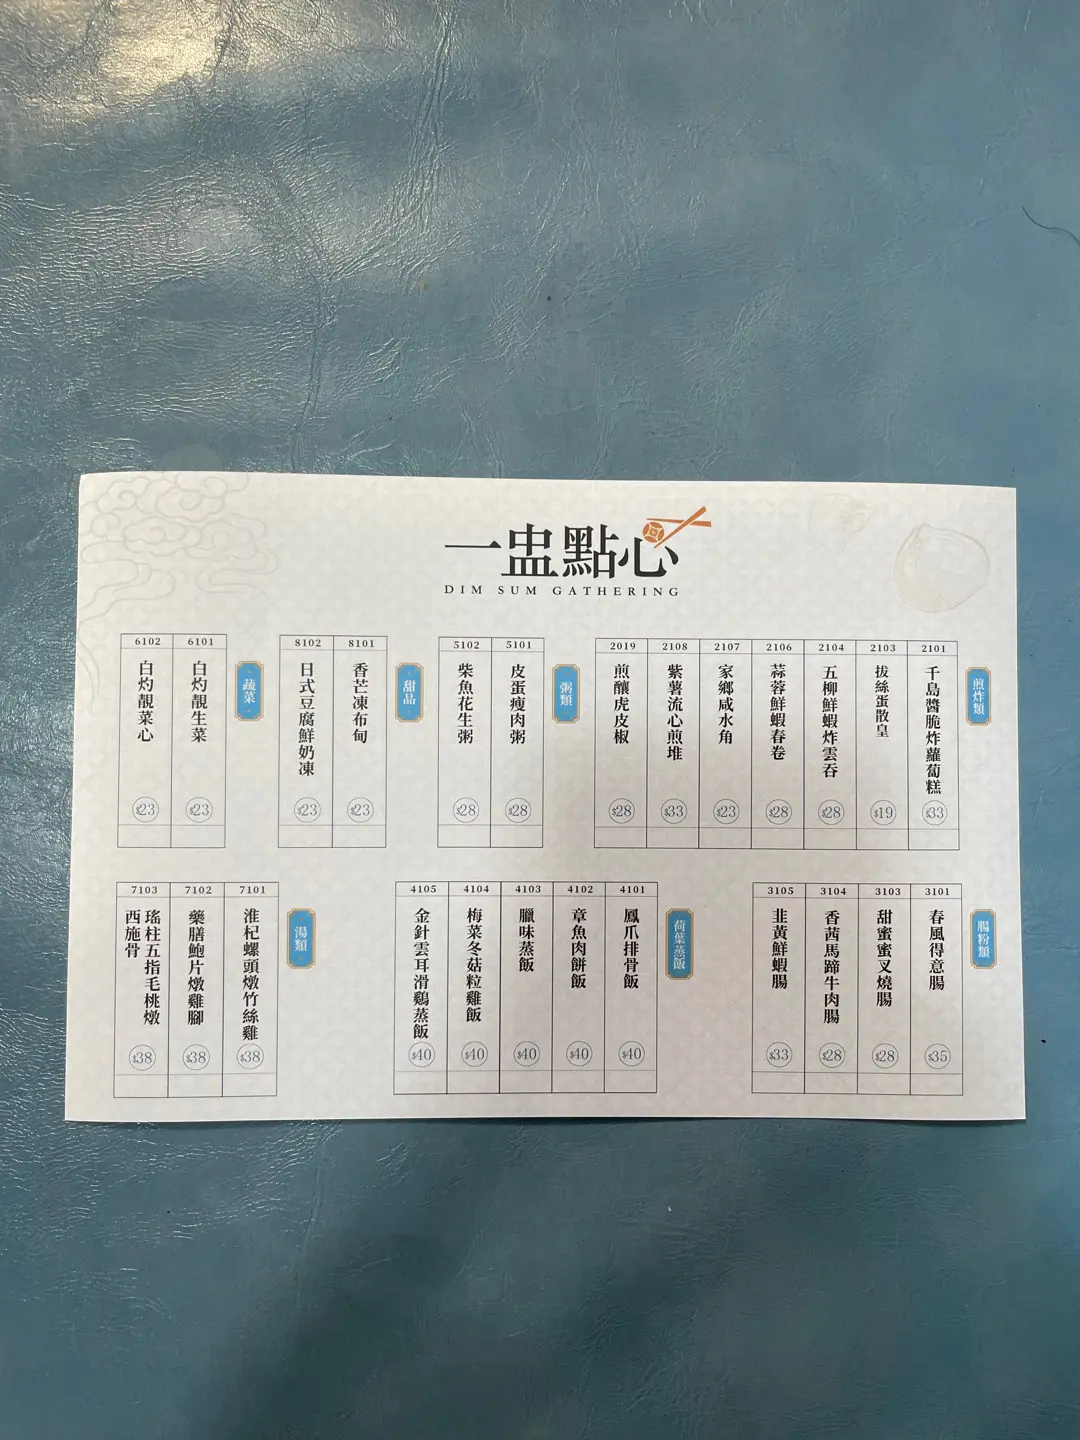 一盅點心
DIM SUM GATHERING
煎炸類
2101
千島醬脆炸蘿蔔糕
$33
2103
拔絲蛋散皇
$19
2104
五柳鮮蝦炸雲吞
$28
2106
蒜蓉鮮蝦春卷
$28
2107
家鄉咸水角
$23
2108
紫薯流心煎堆
$33
2019
煎釀虎皮椒
$28
粥類
5101
皮蛋瘦肉粥
$28
5102
柴魚花生粥
$28
甜品
8101
香芒凍布甸
$23
8102
日式豆腐鮮奶凍
$23
蔬菜
6101
白灼靚生菜
$23
6102
白灼靚菜心
$23
腸粉類
3101
春風得意腸
$35
3103
甜蜜蜜叉燒腸
$28
3104
香茜馬蹄牛肉腸
$28
3105
韭黃鮮蝦腸
$33
荷葉蒸飯
4101
鳳爪排骨飯
$40
4102
章魚肉餅飯
$40
4103
臘味蒸飯
$40
4104
梅菜冬菇粒雞飯
$40
4105
金針雲耳滑鷄蒸飯
$40
湯類
7101
淮杞螺頭燉竹絲雞
$38
7102
藥膳鮑片燉雞腳
$38
7103
瑤柱五指毛桃燉
西施骨
$38